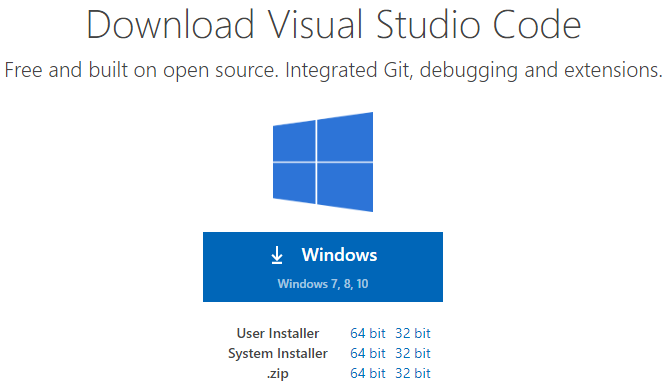 Download Visual Studio Code
Free and built on open source. Integrated Git, debugging and extensions.
Windows
Windows 7, 8, 10
User Installer 64 bit 32 bit
System Installer 64 bit 32 bit
.zip 64 bit 32 bit